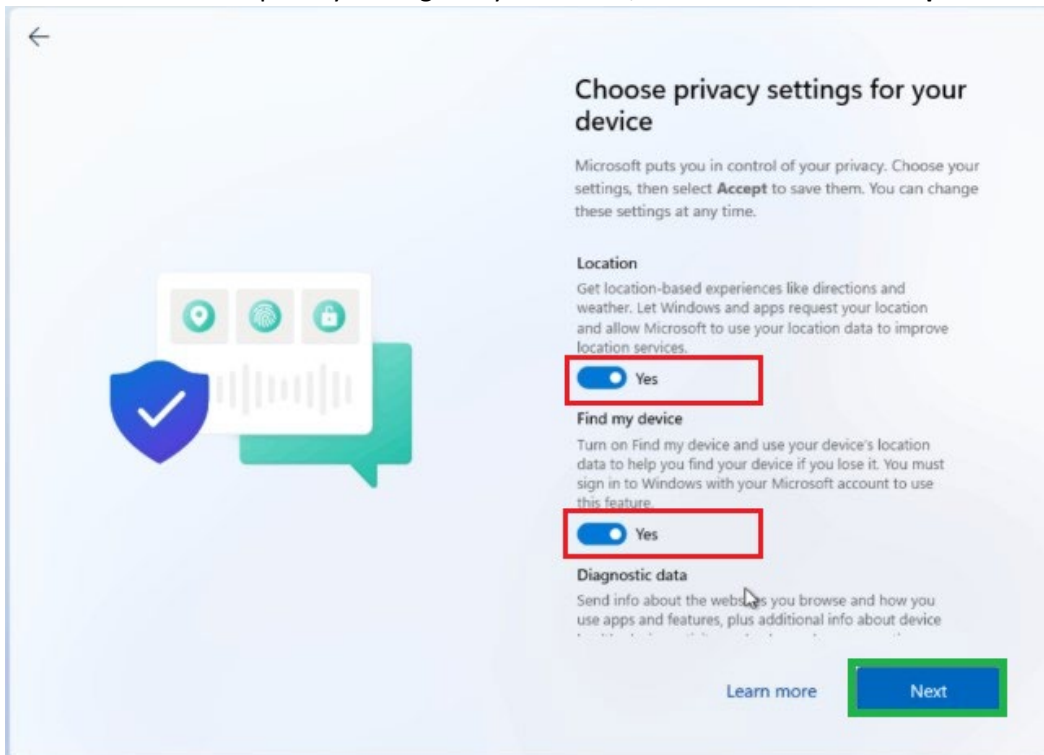 Choose privacy settings for your
device
Microsoft puts you in control of your privacy. Choose your
settings, then select Accept to save them. You can change
these settings at any time.
Location
Get location-based experiences like directions and
weather. Let Windows and apps request your location
and allow Microsoft to use your location data to improve
location services.
Yes
Find my device
Turn on Find my device and use your device's location
data to help you find your device if you lose it. You must
sign in to Windows with your Microsoft account to use
this feature.
Yes
Diagnostic data
Send info about the websites you browse and how you
use apps and features, plus additional info about device
Learn more
Next